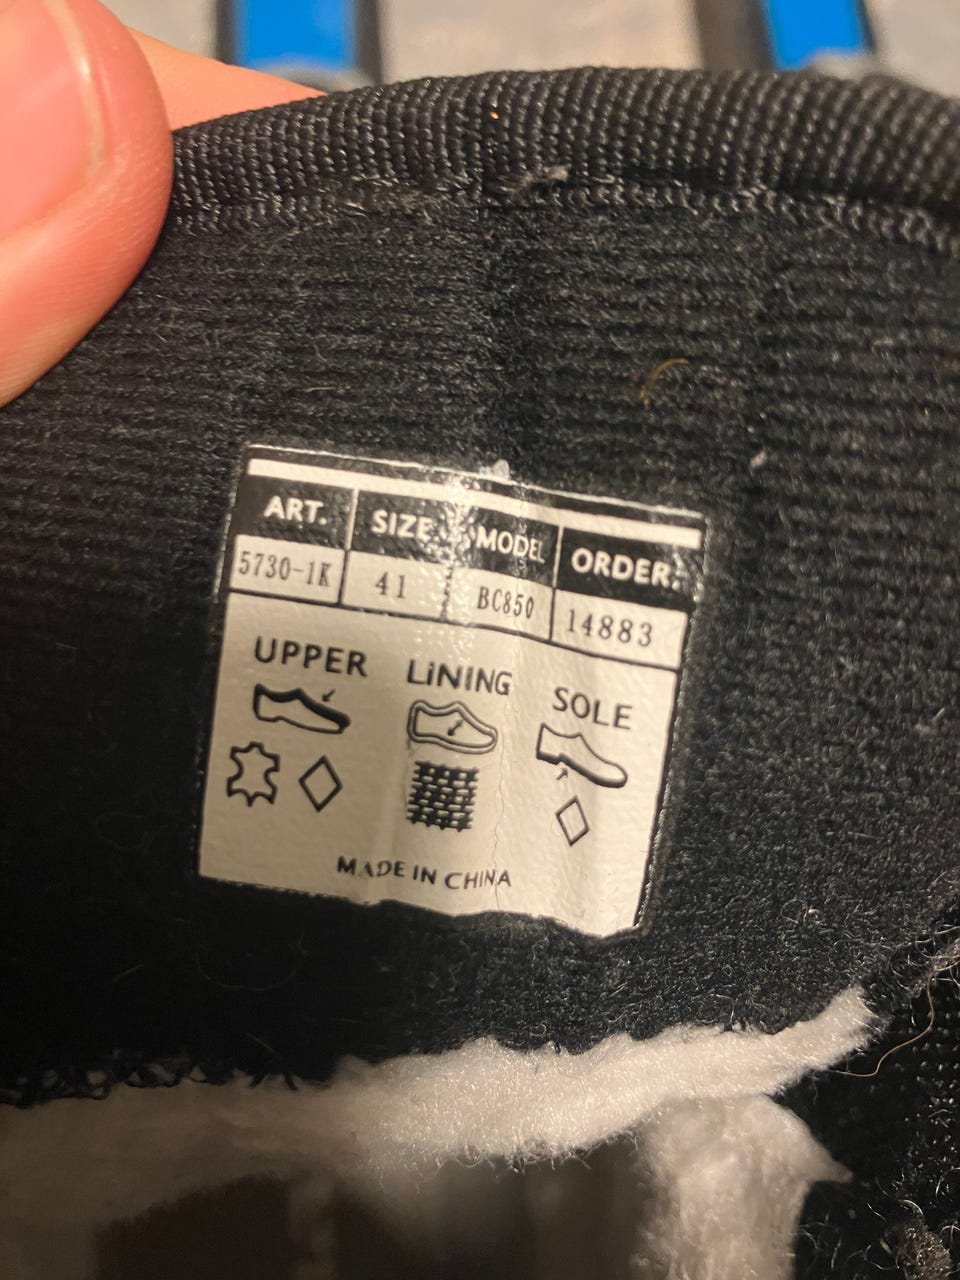 ART. SIZE MODEL ORDER.
5730-1K 41 BC850 14883
UPPER LiNING SOLE
MADE IN CHINA